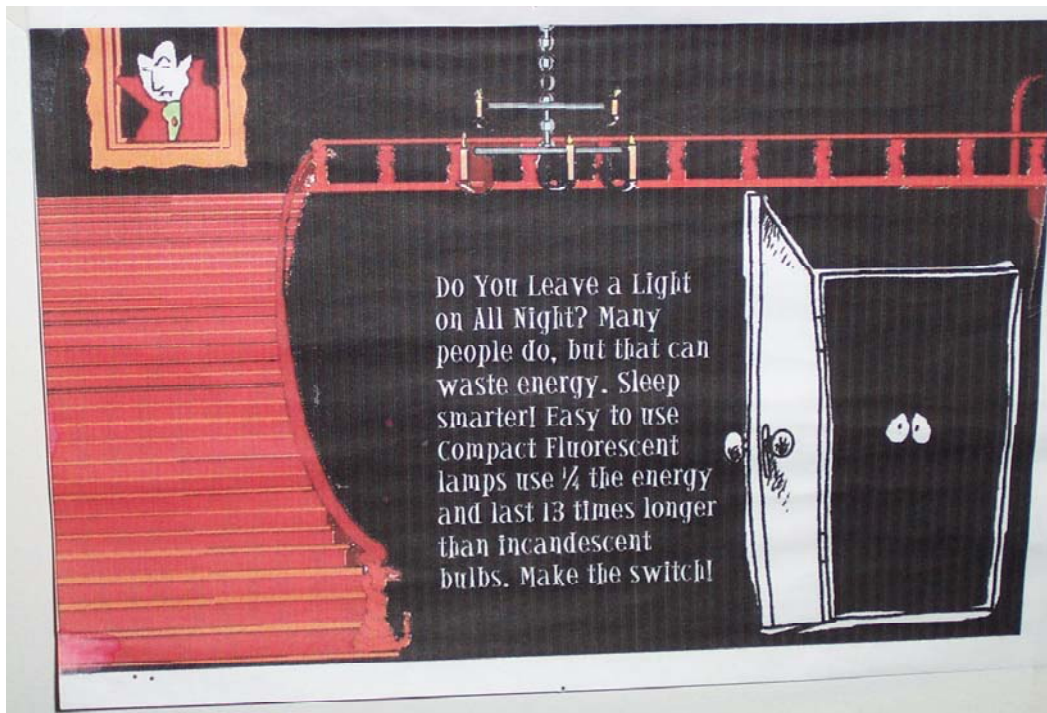 Do You Leave a Light
on All Night? Many
people do, but that can
waste energy. Sleep
smarter! Easy to use
Compact Fluorescent
lamps use ¼ the energy
and last 13 times longer
than incandescent
bulbs. Make the switch!